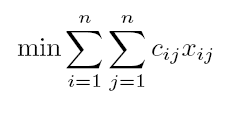 min ∑_{i=1}^{n} ∑_{j=1}^{n} c_{ij} x_{ij}